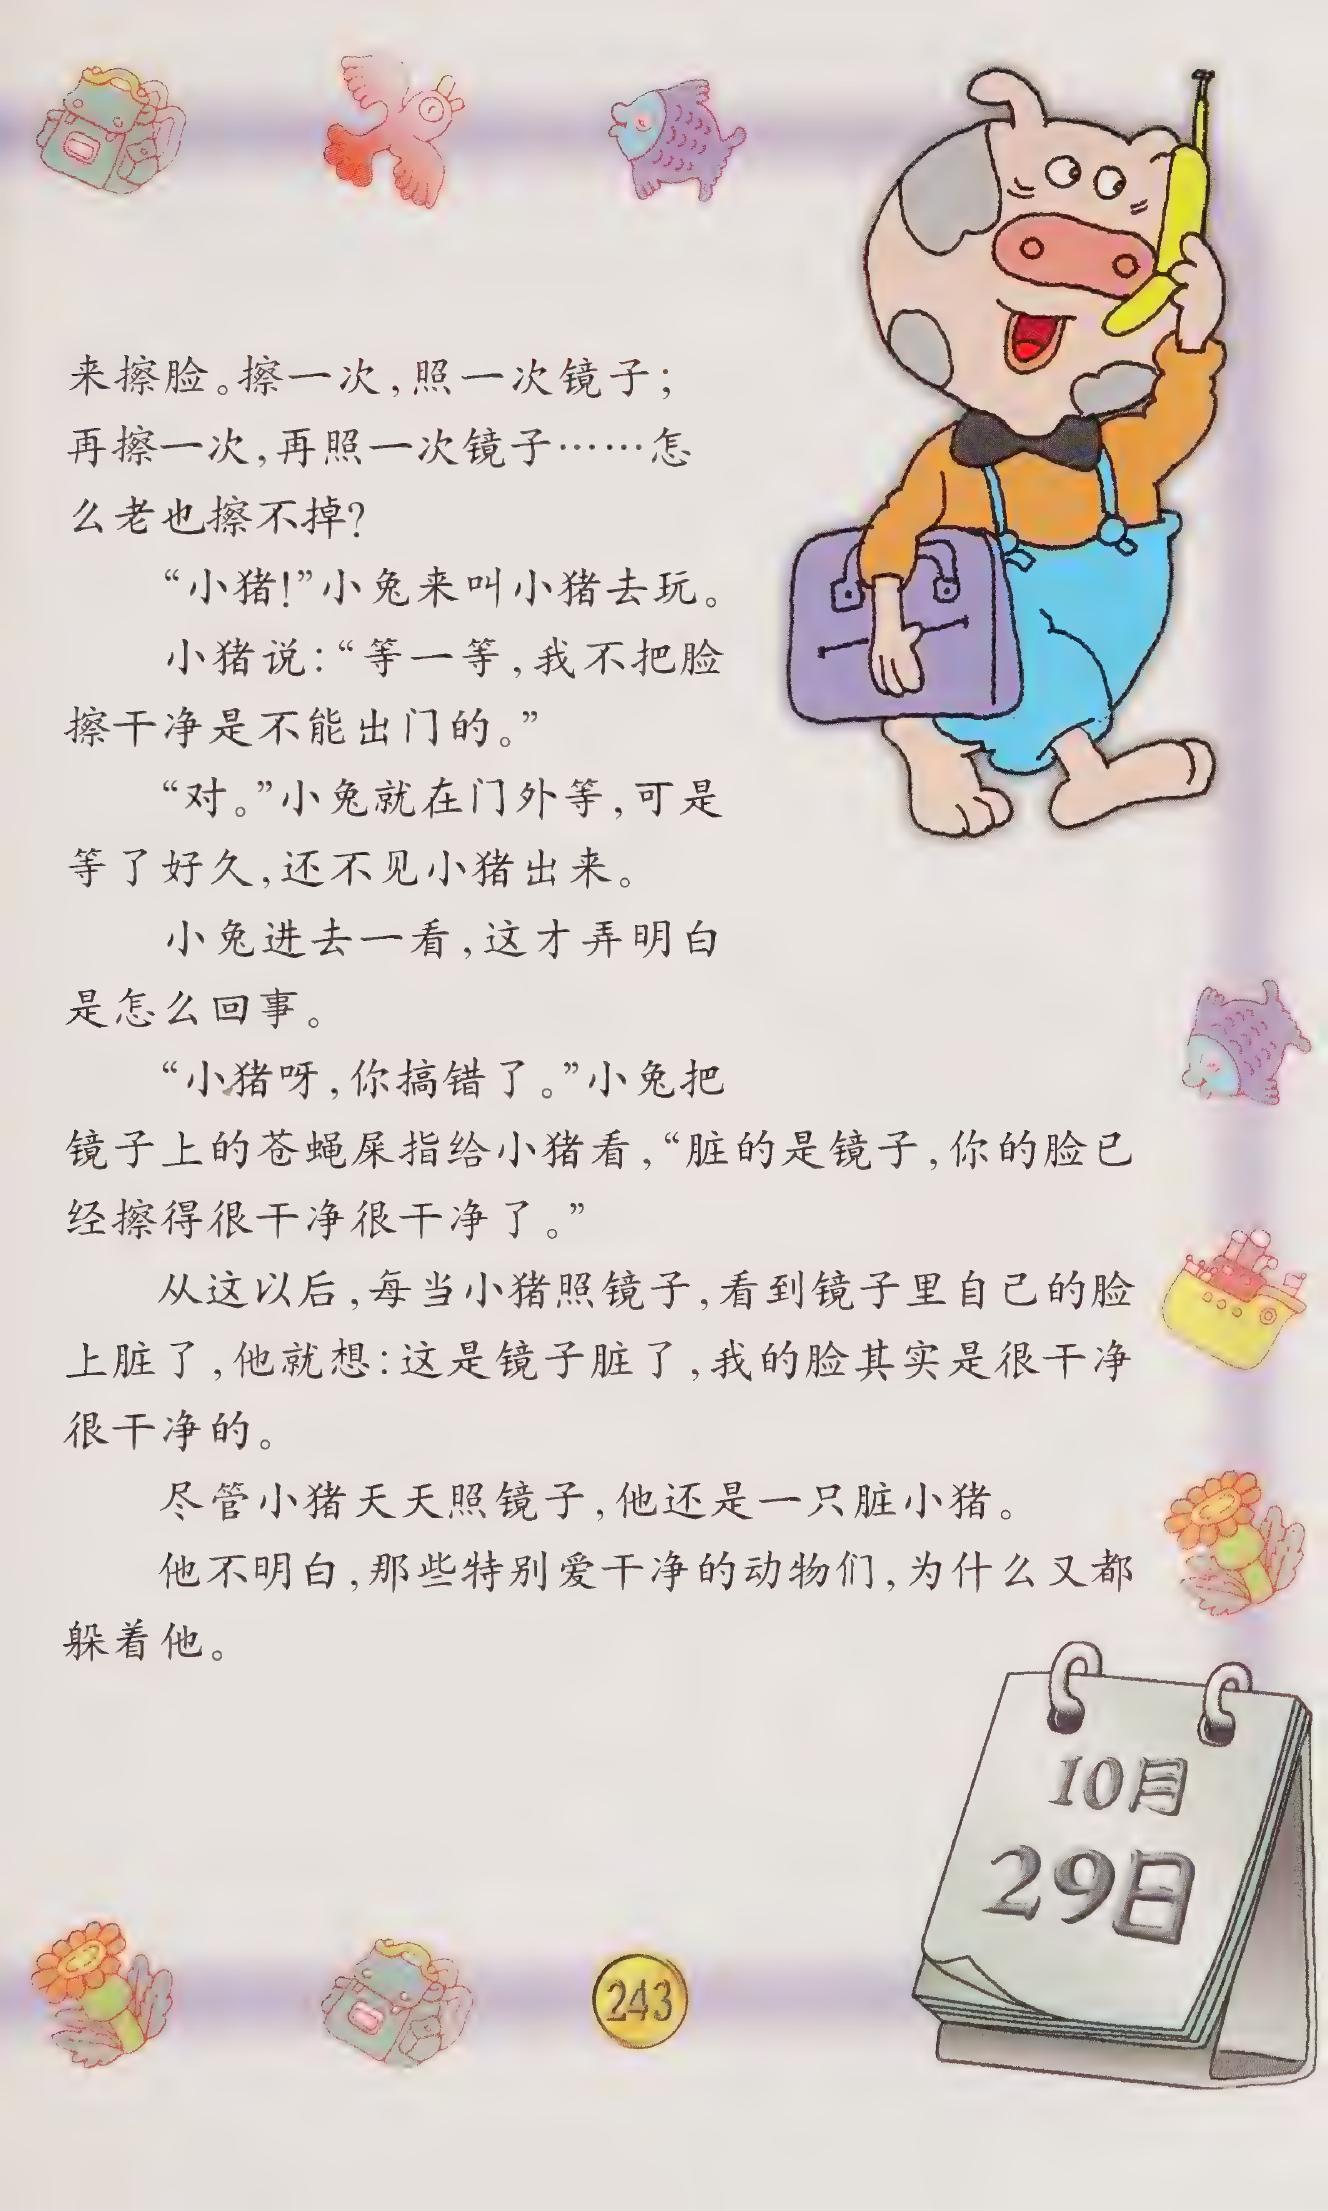 来擦脸。擦一次,照一次镜子;
再擦一次,再照一次镜子……怎
么老也擦不掉?
“小猪!”小兔来叫小猪去玩。
小猪说:“等一等,我不把脸
擦干净是不能出门的。”
“对。”小兔就在门外等,可是
等了好久,还不见小猪出来。
小兔进去一看,这才弄明白
是怎么回事。
“小猪呀,你搞错了。”小兔把
镜子上的苍蝇屎指给小猪看,“脏的是镜子,你的脸已
经擦得很干净很干净了。”
从这以后,每当小猪照镜子,看到镜子里自己的脸
上脏了,他就想:这是镜子脏了,我的脸其实是很干净
很干净的。
尽管小猪天天照镜子,他还是一只脏小猪。
他不明白,那些特别爱干净的动物们,为什么又都
躲着他。
10月
29日
243